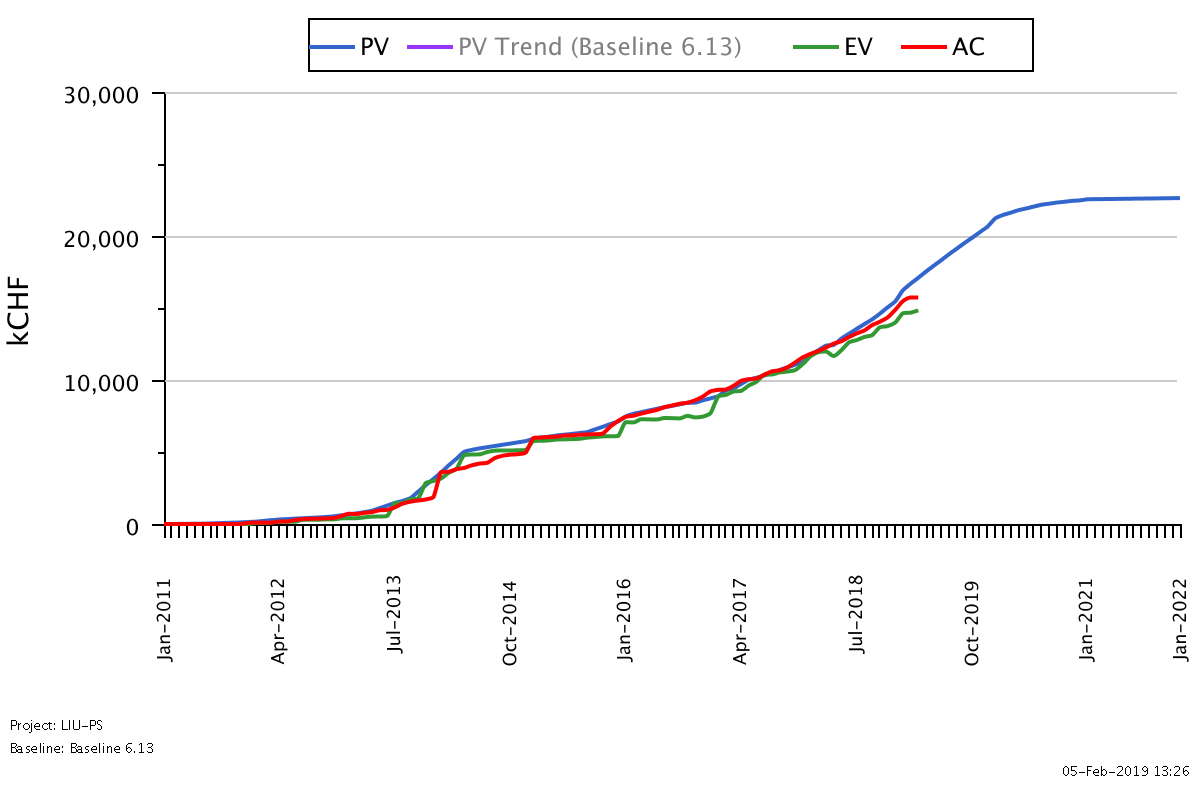 PV PV Trend (Baseline 6.13) EV AC
30,000
20,000
10,000
0
kCHF
Jan-2011 Apr-2012 Jul-2013 Oct-2014 Jan-2016 Apr-2017 Jul-2018 Oct-2019 Jan-2021 Jan-2022
Project: LIU-PS
Baseline: Baseline 6.13
05-Feb-2019 13:26